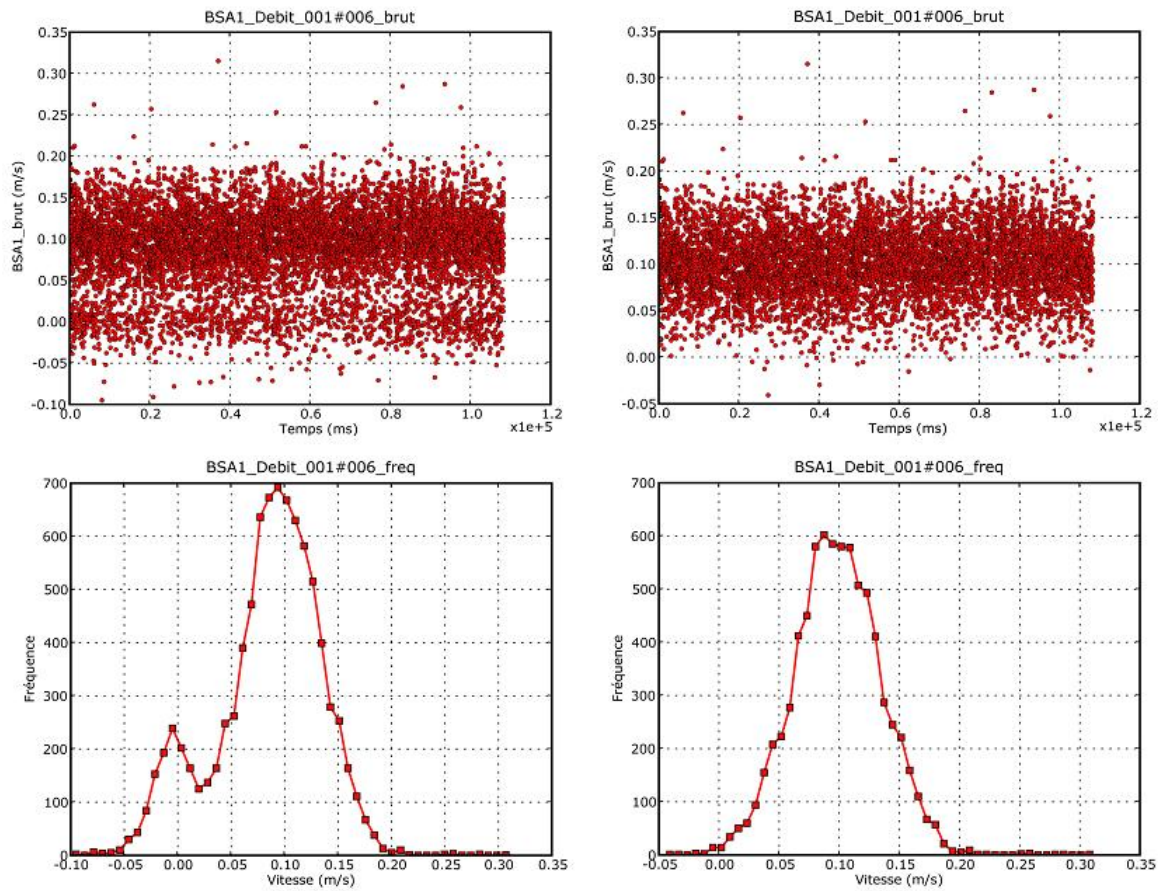 BSA1_Debit_001#006_brut
0.35
0.30
0.25
0.20
0.15
0.10
0.05
0.00
-0.05
-0.10
BSA1_brut (m/s)
0.0 0.2 0.4 0.6 0.8 1.0 1.2
Temps (ms) x1e+5
BSA1_Debit_001#006_brut
0.35
0.30
0.25
0.20
0.15
0.10
0.05
0.00
-0.05
BSA1_brut (m/s)
0.0 0.2 0.4 0.6 0.8 1.0 1.2
Temps (ms) x1e+5
BSA1_Debit_001#006_freq
700
600
500
400
300
200
100
0
Fréquence
-0.10 -0.05 0.00 0.05 0.10 0.15 0.20 0.25 0.30 0.35
Vitesse (m/s)
BSA1_Debit_001#006_freq
700
600
500
400
300
200
100
0
Fréquence
-0.05 0.00 0.05 0.10 0.15 0.20 0.25 0.30 0.35
Vitesse (m/s)